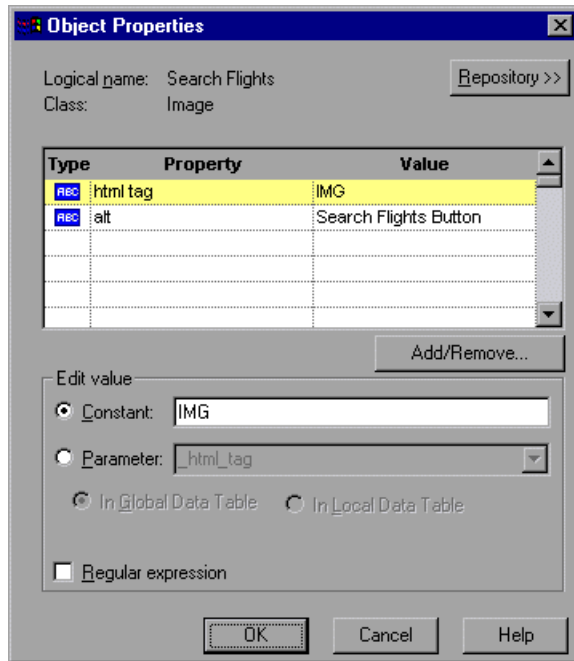 Object Properties
Logical name: Search Flights
Repository >>
Class: Image
Type Property Value
ABC html tag IMG
ABC alt Search Flights Button
Add/Remove...
Edit value
Constant: IMG
Parameter: _html_tag
In Global Data Table In Local Data Table
Regular expression
OK Cancel Help